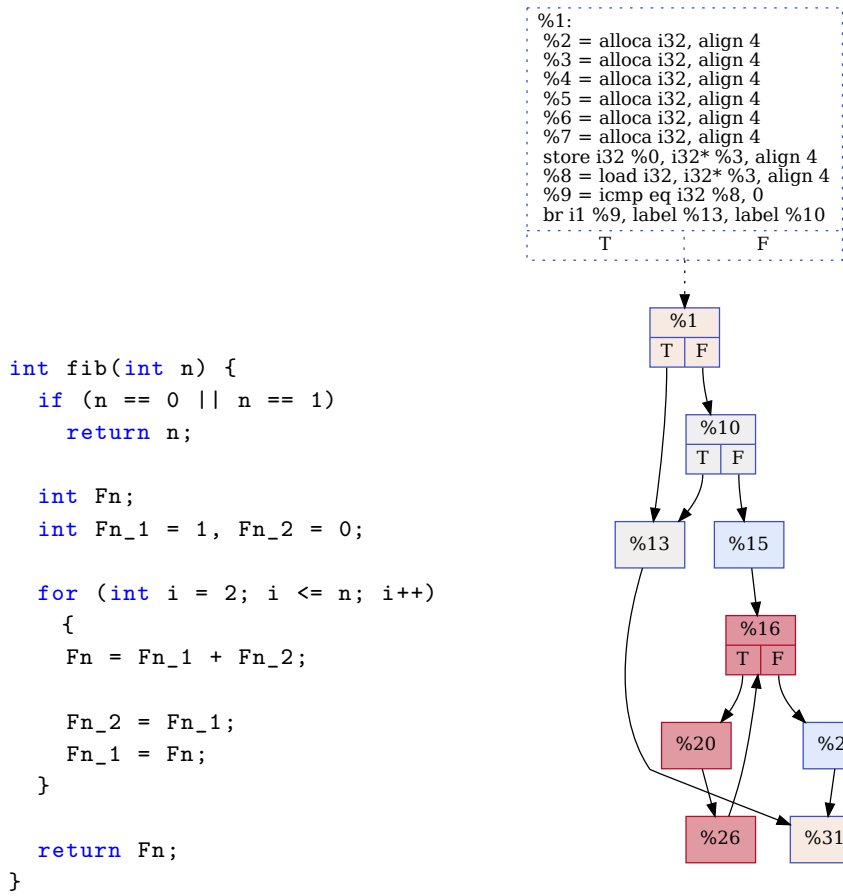 %1:
%2 = alloca i32, align 4
%3 = alloca i32, align 4
%4 = alloca i32, align 4
%5 = alloca i32, align 4
%6 = alloca i32, align 4
%7 = alloca i32, align 4
store i32 %0, i32* %3, align 4
%8 = load i32, i32* %3, align 4
%9 = icmp eq i32 %8, 0
br i1 %9, label %13, label %10
T F
%1
T F
%10
T F
%13 %15
%16
T F
%20 %2
%26 %31
int fib(int n) {
if (n == 0 || n == 1)
return n;
int Fn;
int Fn_1 = 1, Fn_2 = 0;
for (int i = 2; i <= n; i++)
{
Fn = Fn_1 + Fn_2;
Fn_2 = Fn_1;
Fn_1 = Fn;
}
return Fn;
}